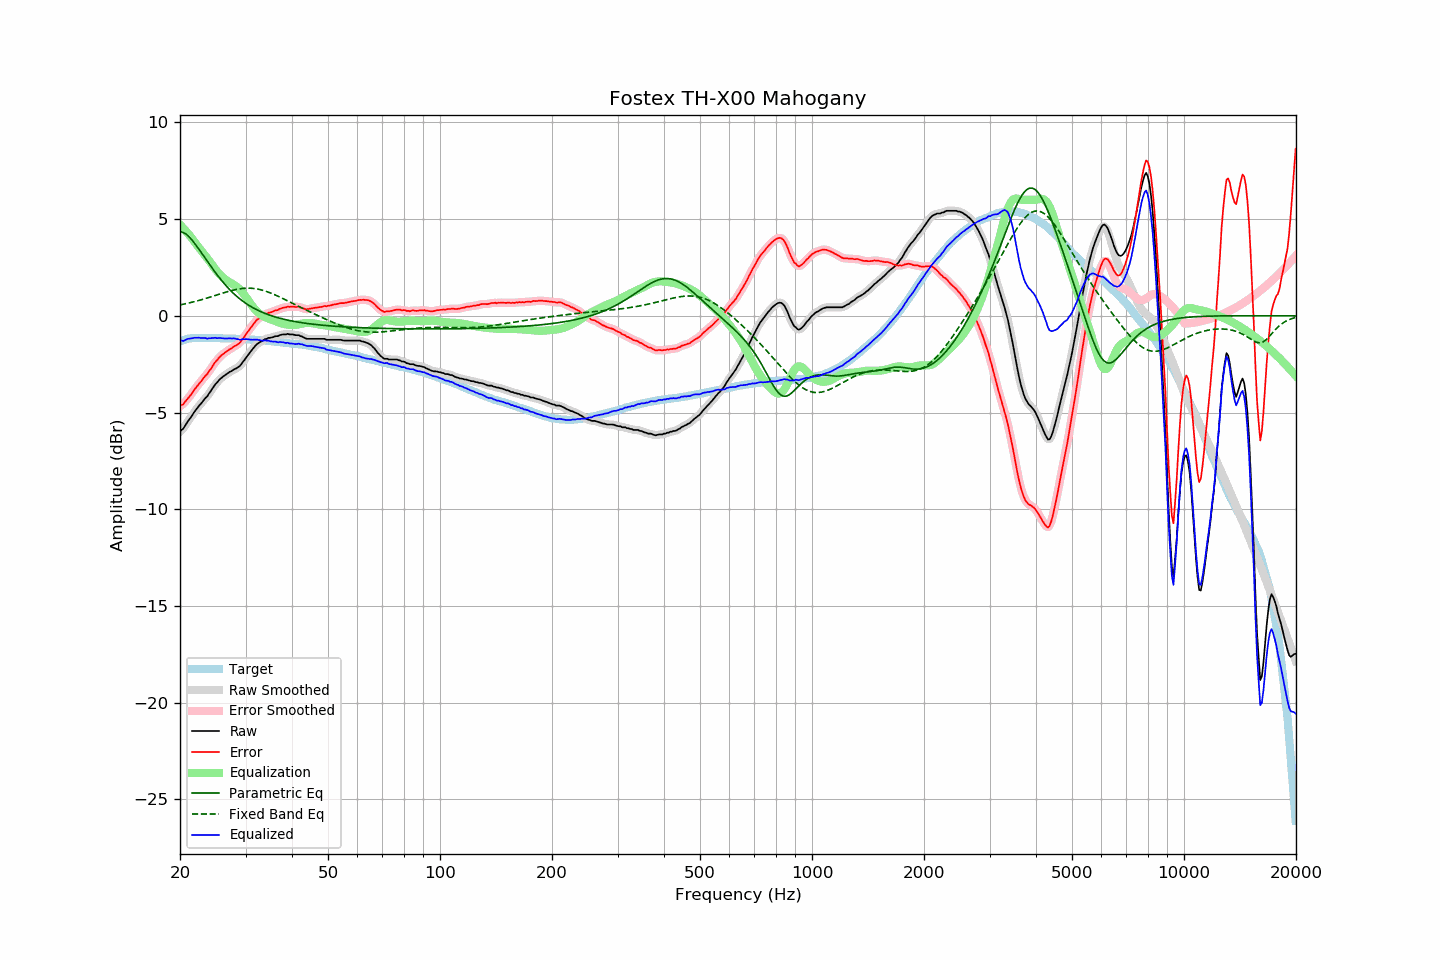 Fostex TH-X00 Mahogany
10
5
0
−5
−10
−15
−20
−25
Amplitude (dBr)
Target
Raw Smoothed
Error Smoothed
Raw
Error
Equalization
Parametric Eq
Fixed Band Eq
Equalized
20 50 100 200 500 1000 2000 5000 10000 20000
Frequency (Hz)